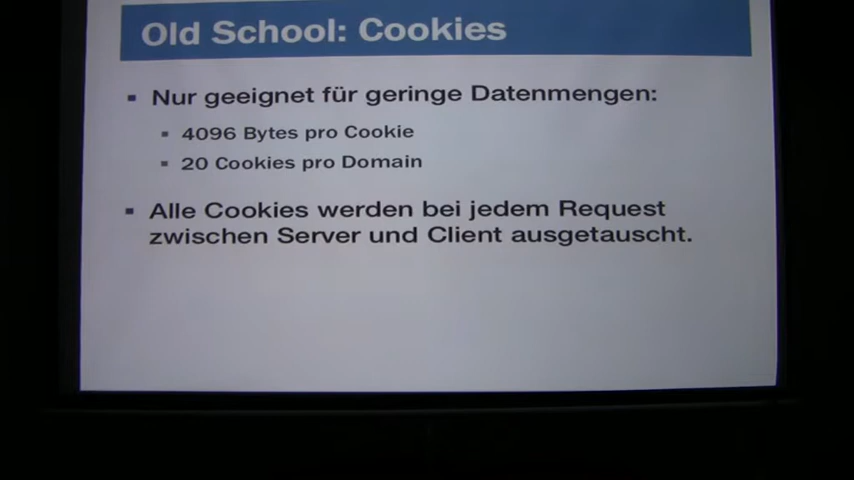 Old School: Cookies
Nur geeignet für geringe Datenmengen:
4096 Bytes pro Cookie
20 Cookies pro Domain
Alle Cookies werden bei jedem Request
zwischen Server und Client ausgetauscht.